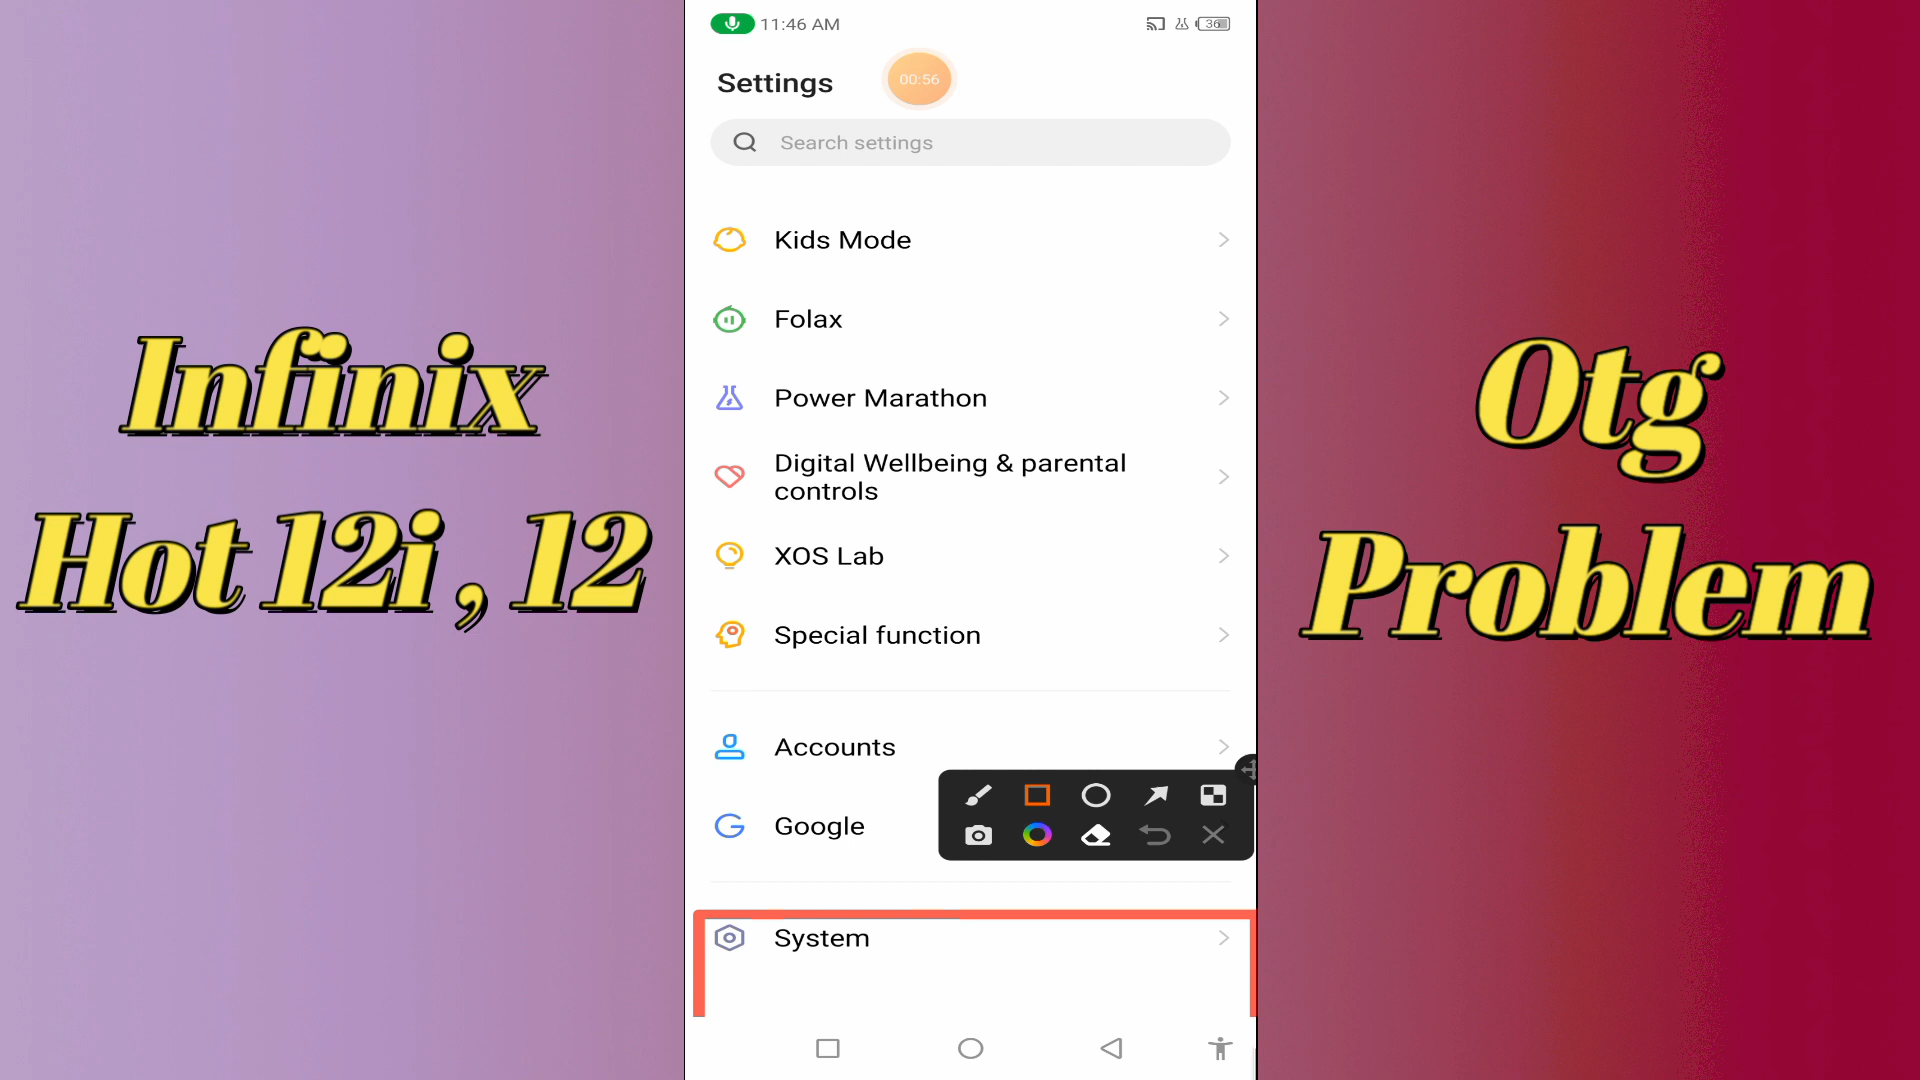 11:46 AM
36
Settings
00:56
Search settings
Kids Mode
Folax
Power Marathon
Digital Wellbeing & parental
controls
XOS Lab
Special function
Accounts
Google
System
Infinix
Hot 12i , 12
Otg
Problem